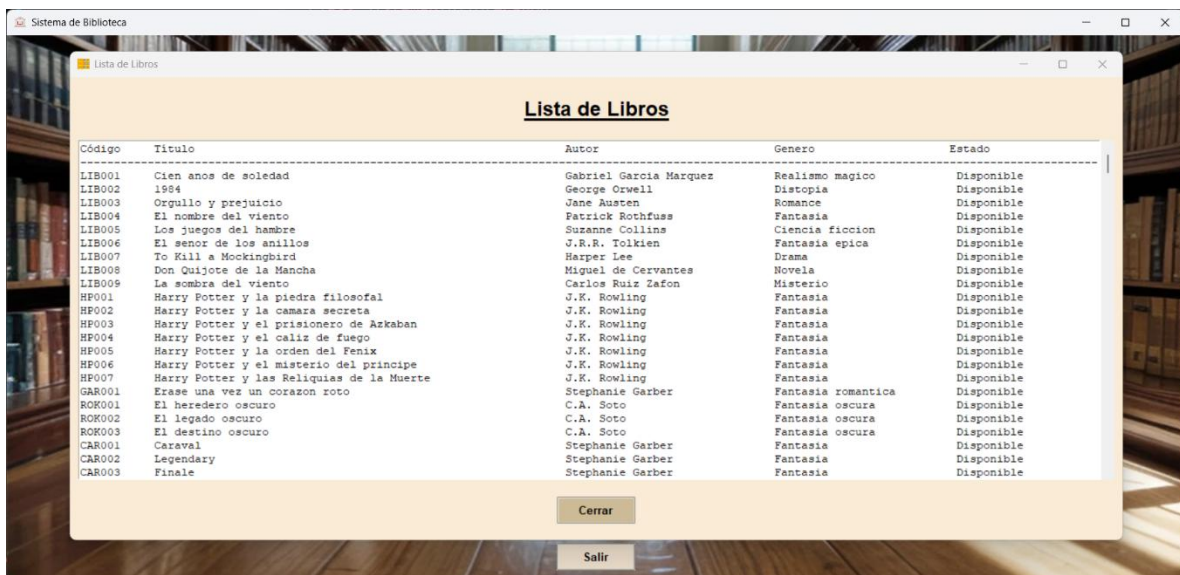 Sistema de Biblioteca
Lista de Libros
Lista de Libros
Código Titulo Autor Genero Estado
LIB001 Cien anos de soledad Gabriel Garcia Marquez Realismo magico Disponible
LIB002 1984 George Orwell Distopia Disponible
LIB003 Orgullo y prejuicio Jane Austen Romance Disponible
LIB004 El nombre del viento Patrick Rothfuss Fantasia Disponible
LIB005 Los juegos del hambre Suzanne Collins Ciencia ficcion Disponible
LIB006 El senor de los anillos J.R.R. Tolkien Fantasia epica Disponible
LIB007 To Kill a Mockingbird Harper Lee Drama Disponible
LIB008 Don Quijote de la Mancha Miguel de Cervantes Novela Disponible
LIB009 La sombra del viento Carlos Ruiz Zafon Misterio Disponible
HP001 Harry Potter y la piedra filosofal J.K. Rowling Fantasia Disponible
HP002 Harry Potter y la camara secreta J.K. Rowling Fantasia Disponible
HP003 Harry Potter y el prisionero de Azkaban J.K. Rowling Fantasia Disponible
HP004 Harry Potter y el caliz de fuego J.K. Rowling Fantasia Disponible
HP005 Harry Potter y la orden del Fenix J.K. Rowling Fantasia Disponible
HP006 Harry Potter y el misterio del principe J.K. Rowling Fantasia Disponible
HP007 Harry Potter y las Reliquias de la Muerte J.K. Rowling Fantasia Disponible
GAR001 Erase una vez un corazon roto Stephanie Garber Fantasia romantica Disponible
ROK001 El heredero oscuro C.A. Soto Fantasia oscura Disponible
ROK002 El legado oscuro C.A. Soto Fantasia oscura Disponible
ROK003 El destino oscuro C.A. Soto Fantasia oscura Disponible
CAR001 Caraval Stephanie Garber Fantasia Disponible
CAR002 Legendary Stephanie Garber Fantasia Disponible
CAR003 Finale Stephanie Garber Fantasia Disponible
Cerrar
Salir